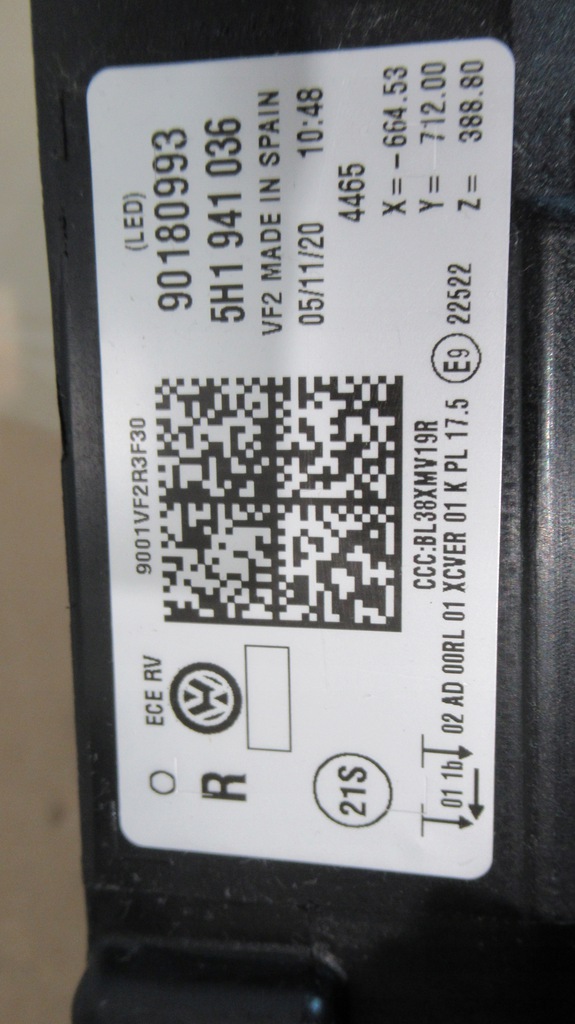 ECE RV
9001VF2R3F30
(LED)
90180993
R
5H1 941 036
VF2 MADE IN SPAIN
05/11/20 10:48
21S
4465
CCC:BL38XMV19R
X= -664.53
Y= 712.00
Z= 388.80
01 1b 02 AD 00RL 01 XCVER 01 K PL 17.5 E9 22522